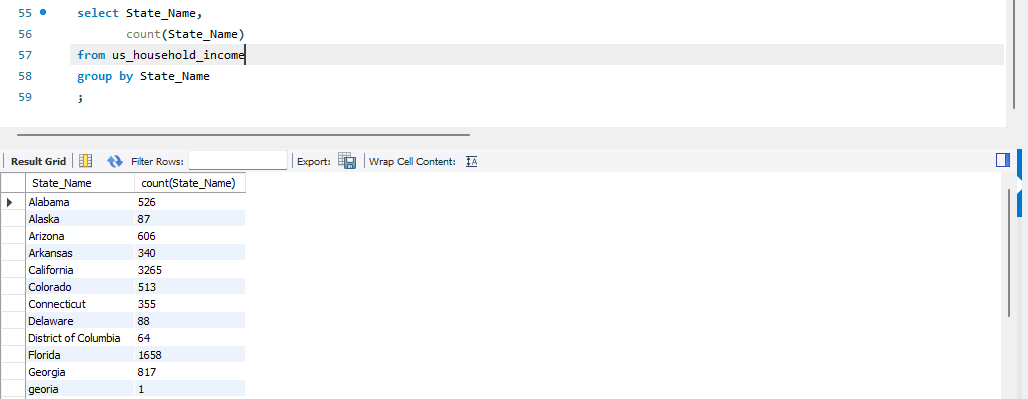 55 select State_Name,
56 count(State_Name)
57 from us_household_income
58 group by State_Name
59 ;
Result Grid Filter Rows: Export: Wrap Cell Content:
State_Name count(State_Name)
Alabama 526
Alaska 87
Arizona 606
Arkansas 340
California 3265
Colorado 513
Connecticut 355
Delaware 88
District of Columbia 64
Florida 1658
Georgia 817
georia 1